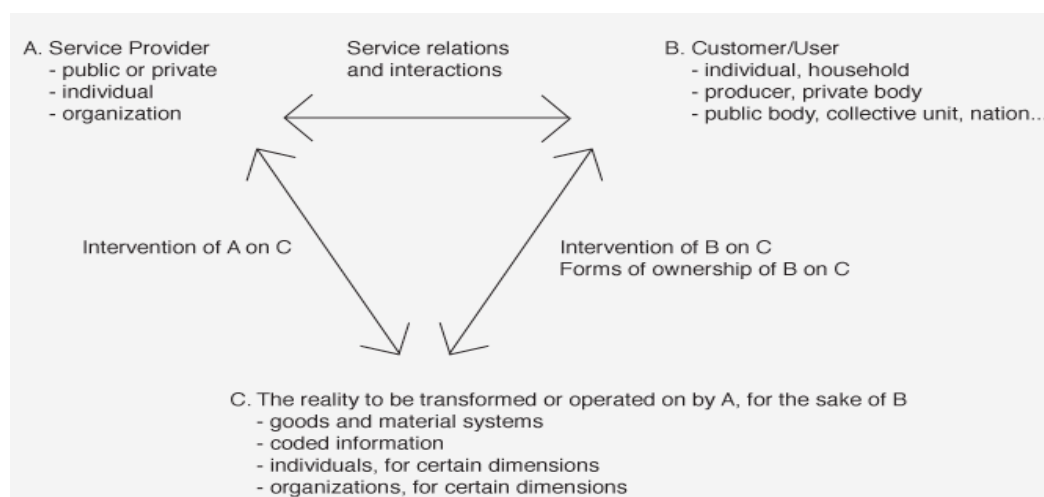 A. Service Provider
- public or private
- individual
- organization
Service relations
and interactions
B. Customer/User
- individual, household
- producer, private body
- public body, collective unit, nation...
Intervention of A on C
Intervention of B on C
Forms of ownership of B on C
C. The reality to be transformed or operated on by A, for the sake of B
- goods and material systems
- coded information
- individuals, for certain dimensions
- organizations, for certain dimensions